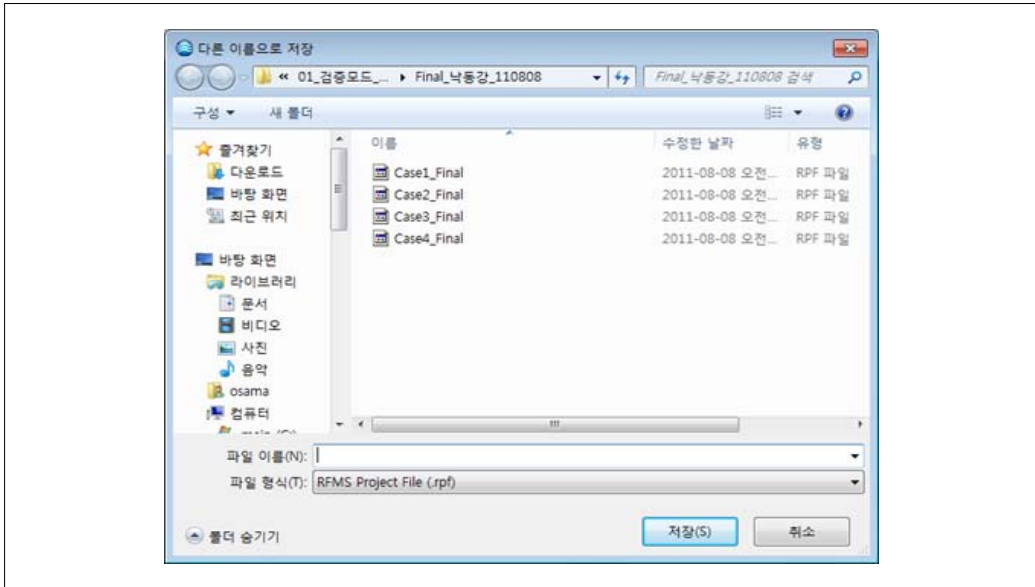 다른 이름으로 저장
« 01_검증모드_... ▸ Final_낙동강_110808
Final_낙동강_110808 검색
구성 새 폴더
이름 수정한 날짜 유형
즐겨찾기
다운로드
바탕 화면
최근 위치
바탕 화면
라이브러리
문서
비디오
사진
음악
osama
컴퓨터
Case1_Final 2011-08-08 오전... RPF 파일
Case2_Final 2011-08-08 오전... RPF 파일
Case3_Final 2011-08-08 오전... RPF 파일
Case4_Final 2011-08-08 오전... RPF 파일
파일 이름(N):
파일 형식(T): RFMS Project File (.rpf)
폴더 숨기기 저장(S) 취소